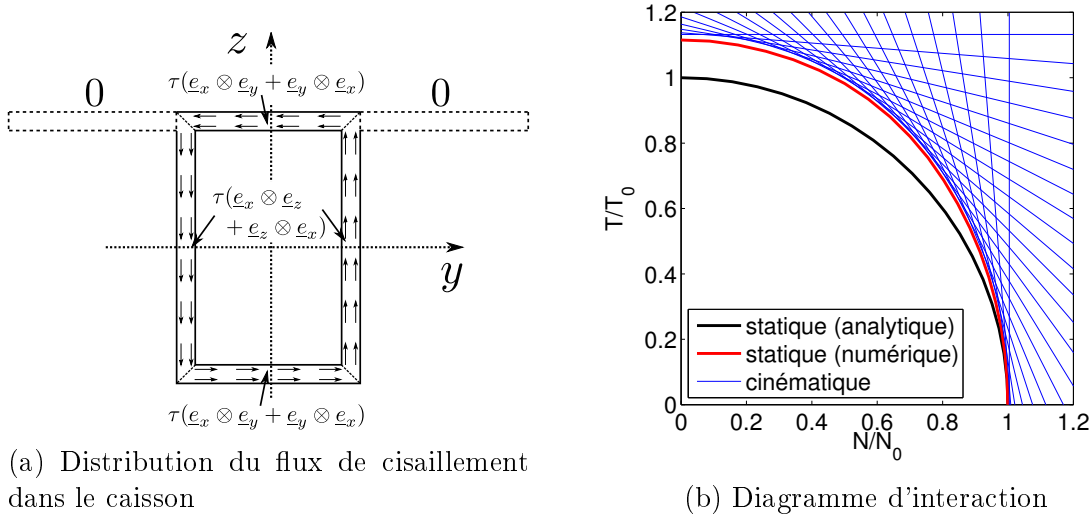 z
τ(e_x ⊗ e_y + e_y ⊗ e_x)
0
0
τ(e_x ⊗ e_z
+ e_z ⊗ e_x)
y
τ(e_x ⊗ e_y + e_y ⊗ e_x)
(a) Distribution du flux de cisaillement
dans le caisson
1.2
1
0.8
0.6
0.4
0.2
0
T/T_0
statique (analytique)
statique (numérique)
cinématique
0 0.2 0.4 0.6 0.8 1 1.2
N/N_0
(b) Diagramme d'interaction